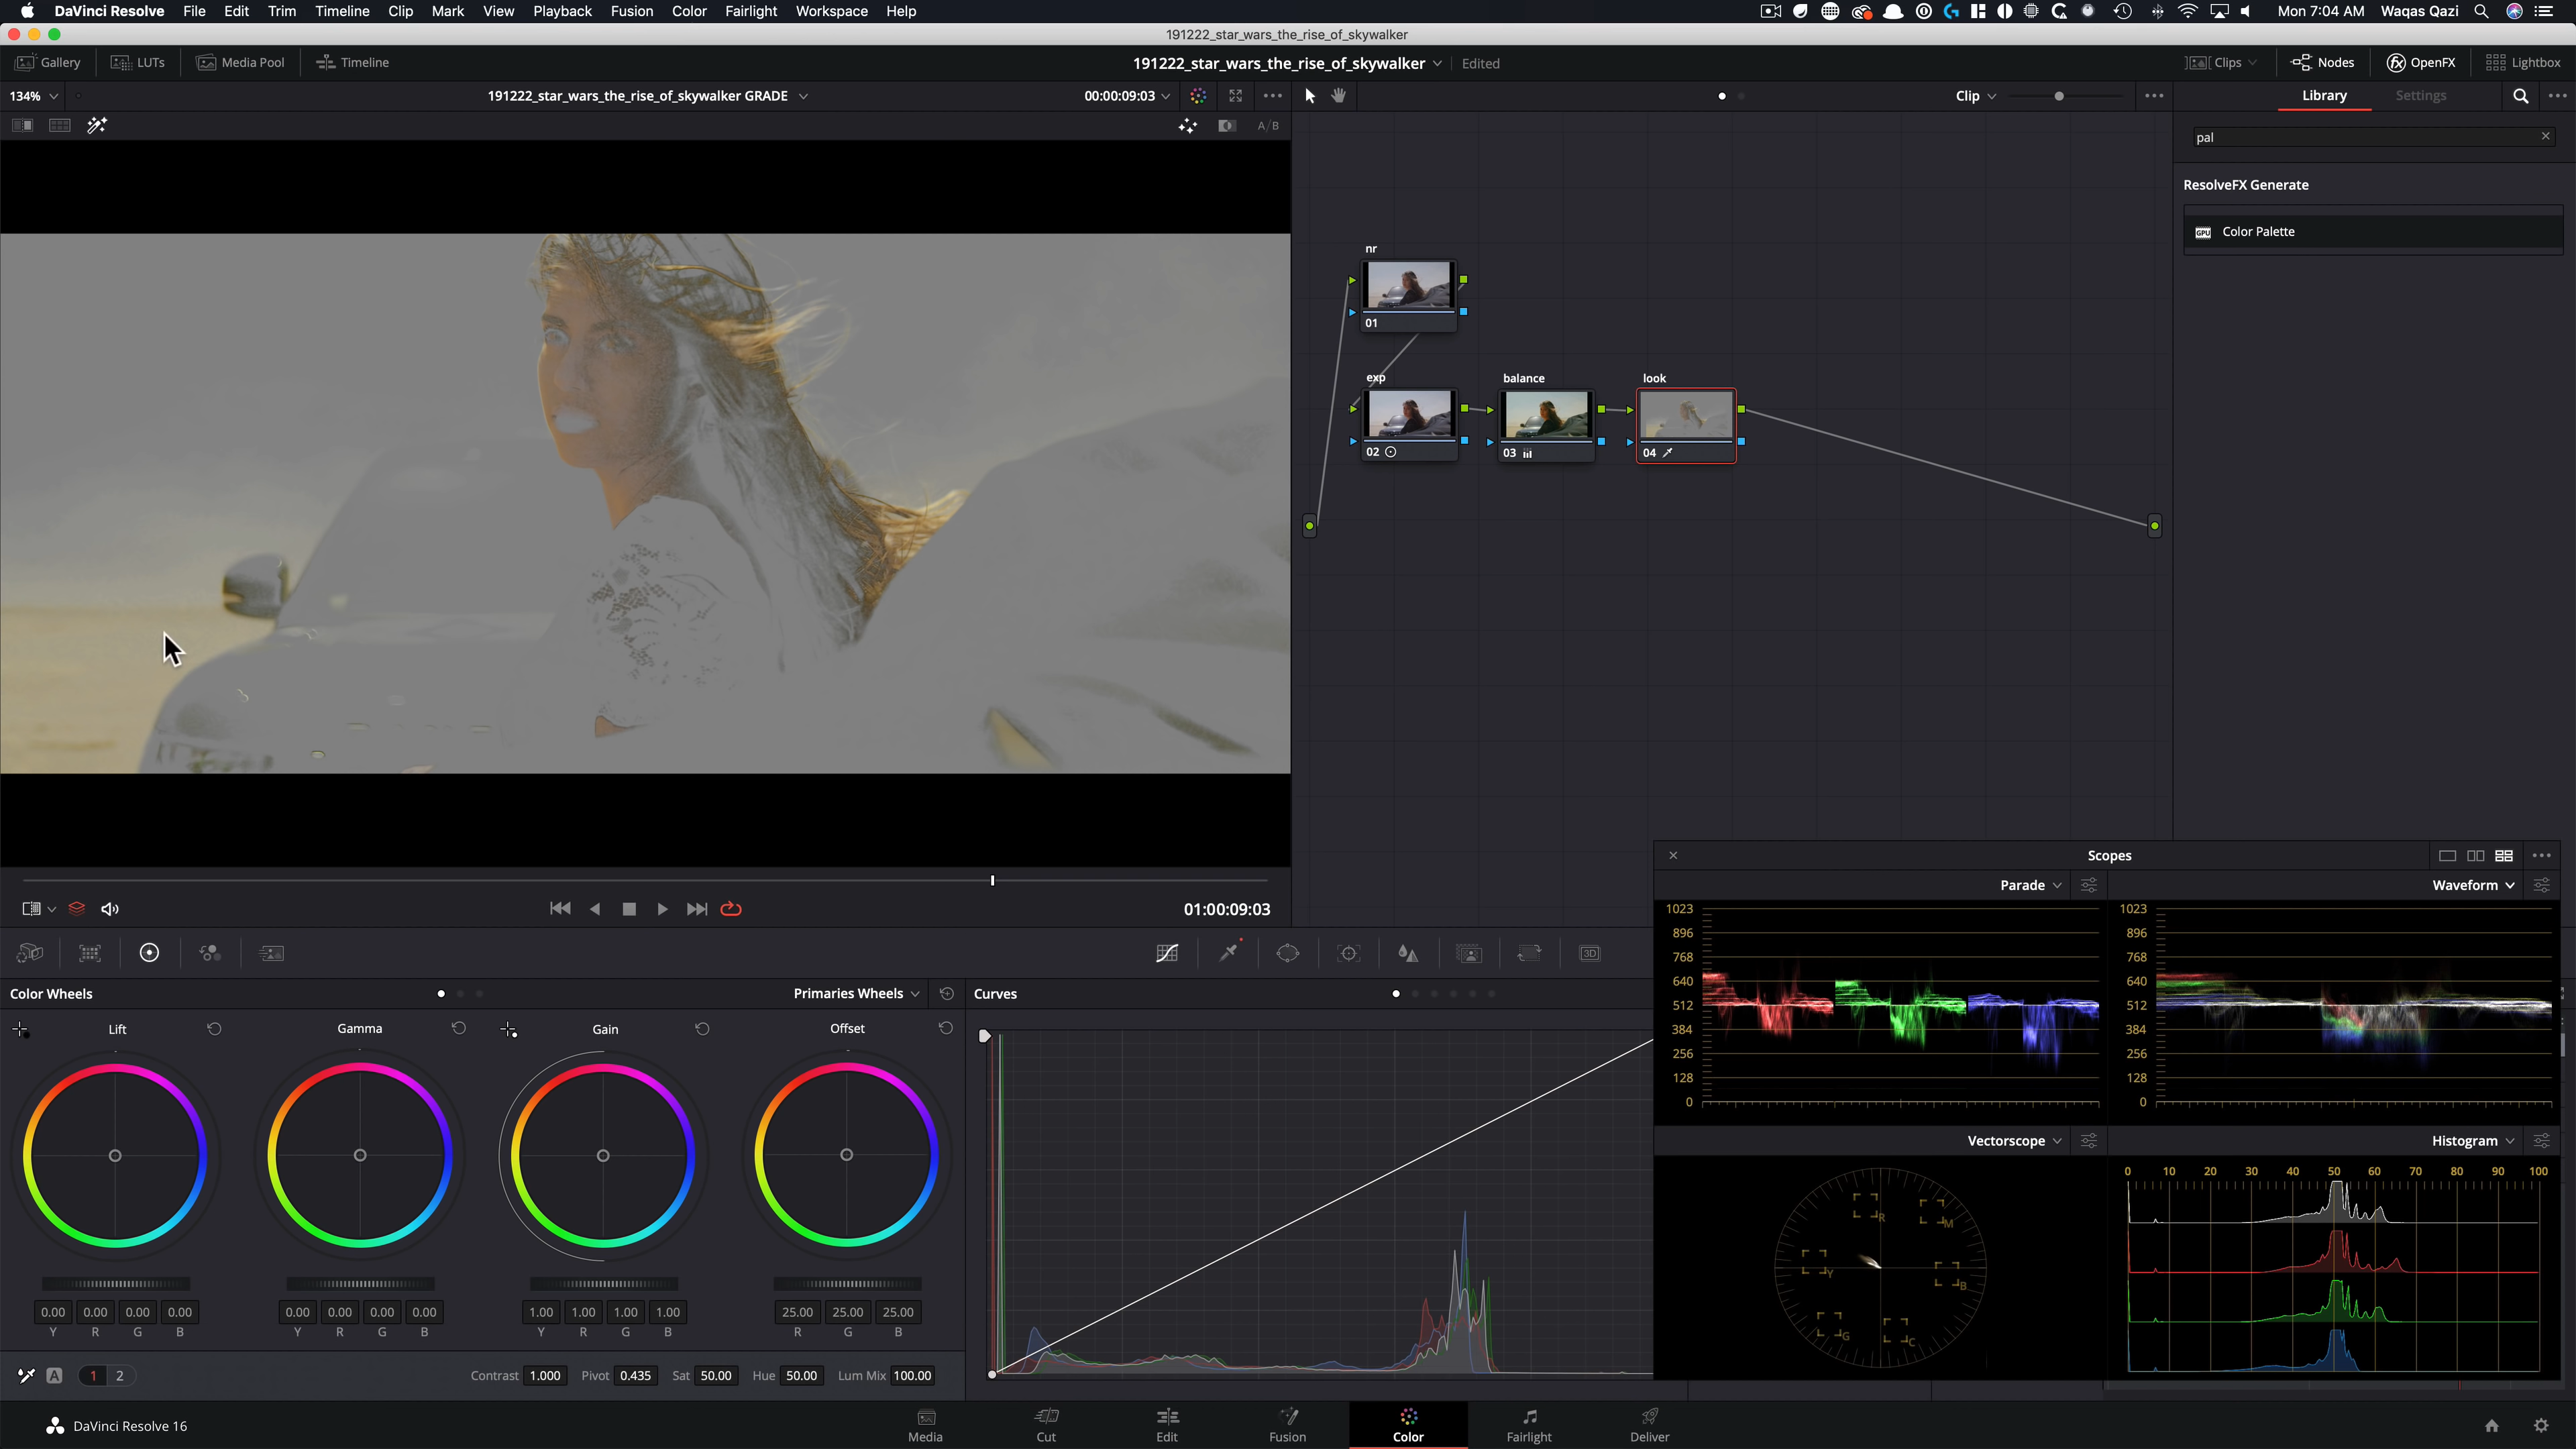 DaVinci Resolve File Edit Trim Timeline Clip Mark View Playback Fusion Color Fairlight Workspace Help Mon 7:04 AM Waqas Qazi
191222_star_wars_the_rise_of_skywalker
Gallery LUTs Media Pool Timeline 191222_star_wars_the_rise_of_skywalker Edited Clips Nodes OpenFX Lightbox
134% 191222_star_wars_the_rise_of_skywalker GRADE 00:00:09:03 Clip Library Settings
A/B
pal
ResolveFX Generate
GPU Color Palette
nr
01
exp balance look
02 03 04
01:00:09:03
Scopes
Parade Waveform
1023 1023
896 896
768 768
640 640
512 512
384 384
256 256
128 128
0 0
3D
Color Wheels Primaries Wheels Curves
Lift Gamma Gain Offset
Vectorscope Histogram
0 10 20 30 40 50 60 70 80 90 100
R M
Y B
G C
0.00 0.00 0.00 0.00 0.00 0.00 0.00 0.00 1.00 1.00 1.00 1.00 25.00 25.00 25.00
Y R G B Y R G B Y R G B R G B
A 1 2 Contrast 1.000 Pivot 0.435 Sat 50.00 Hue 50.00 Lum Mix 100.00
DaVinci Resolve 16 Media Cut Edit Fusion Color Fairlight Deliver